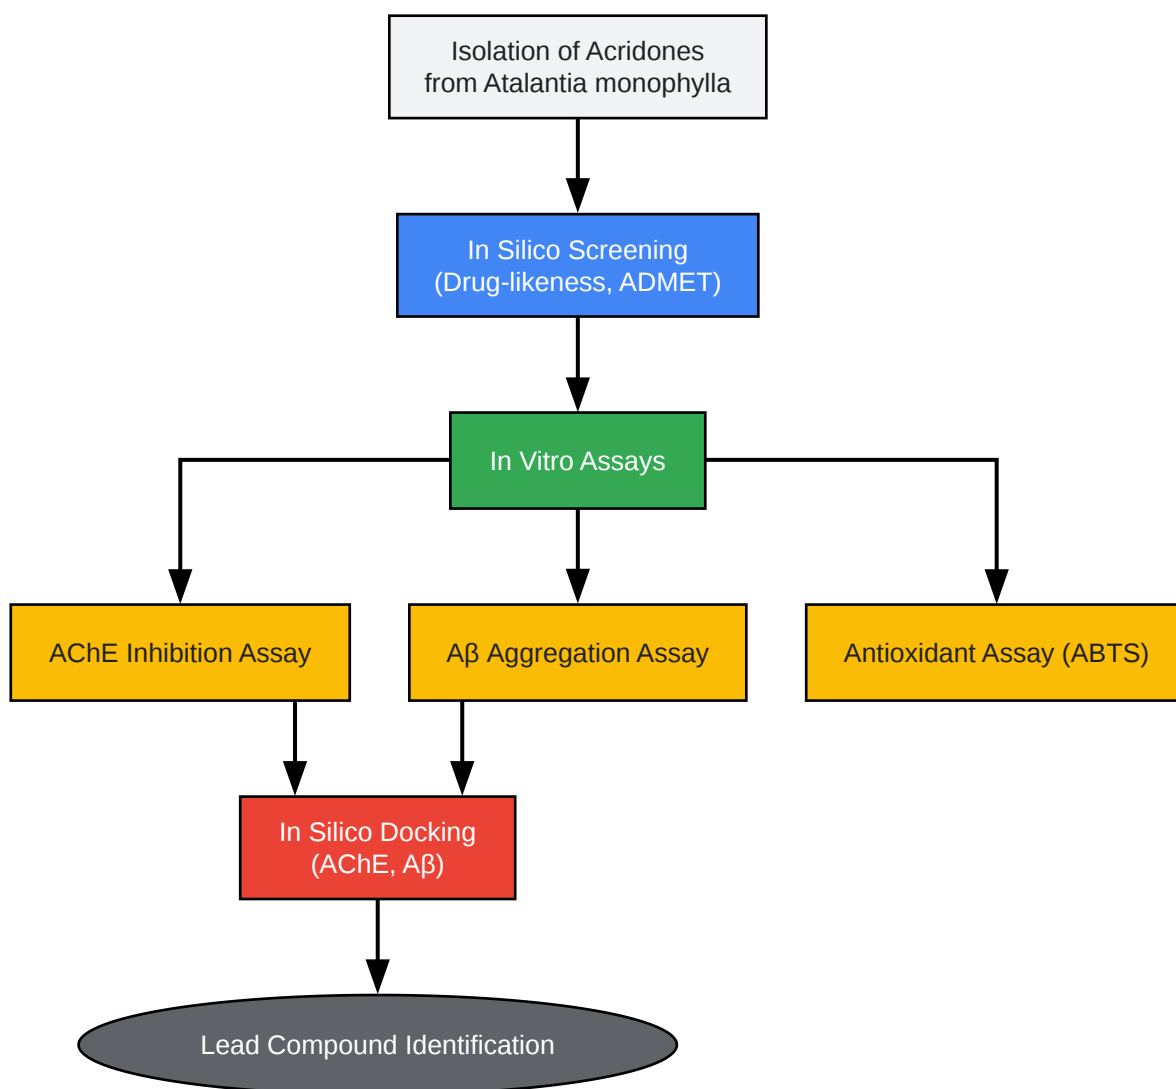 Isolation of Acridones
from Atalantia monophylla
In Silico Screening
(Drug-likeness, ADMET)
In Vitro Assays
AChE Inhibition Assay
Aβ Aggregation Assay
Antioxidant Assay (ABTS)
In Silico Docking
(AChE, Aβ)
Lead Compound Identification